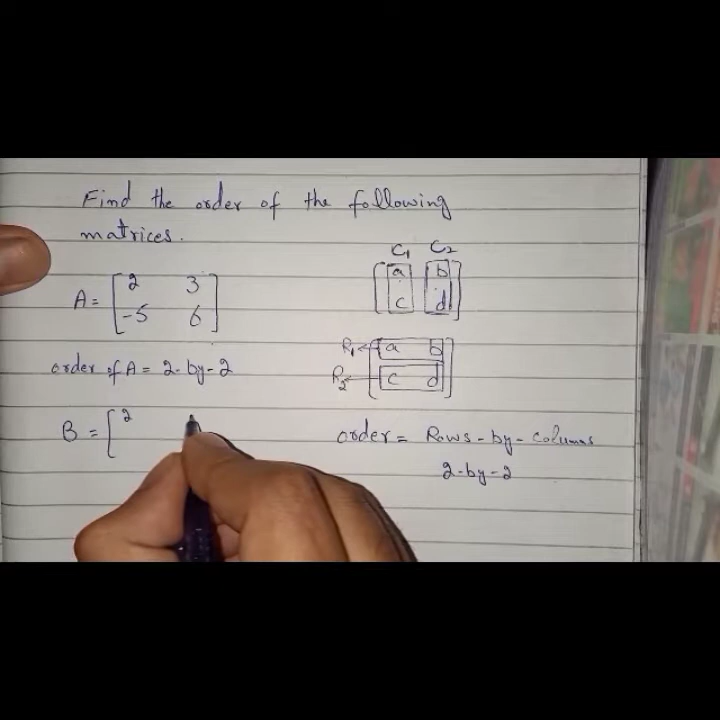 Find the order of the following
matrices.
A = [ 2 3
-5 6 ]
order of A = 2-by-2
B = [ 2
C1 C2
[ a b
c d ]
R1 ← [ a b
R2 ← c d ]
order = Rows-by-columns
2-by-2